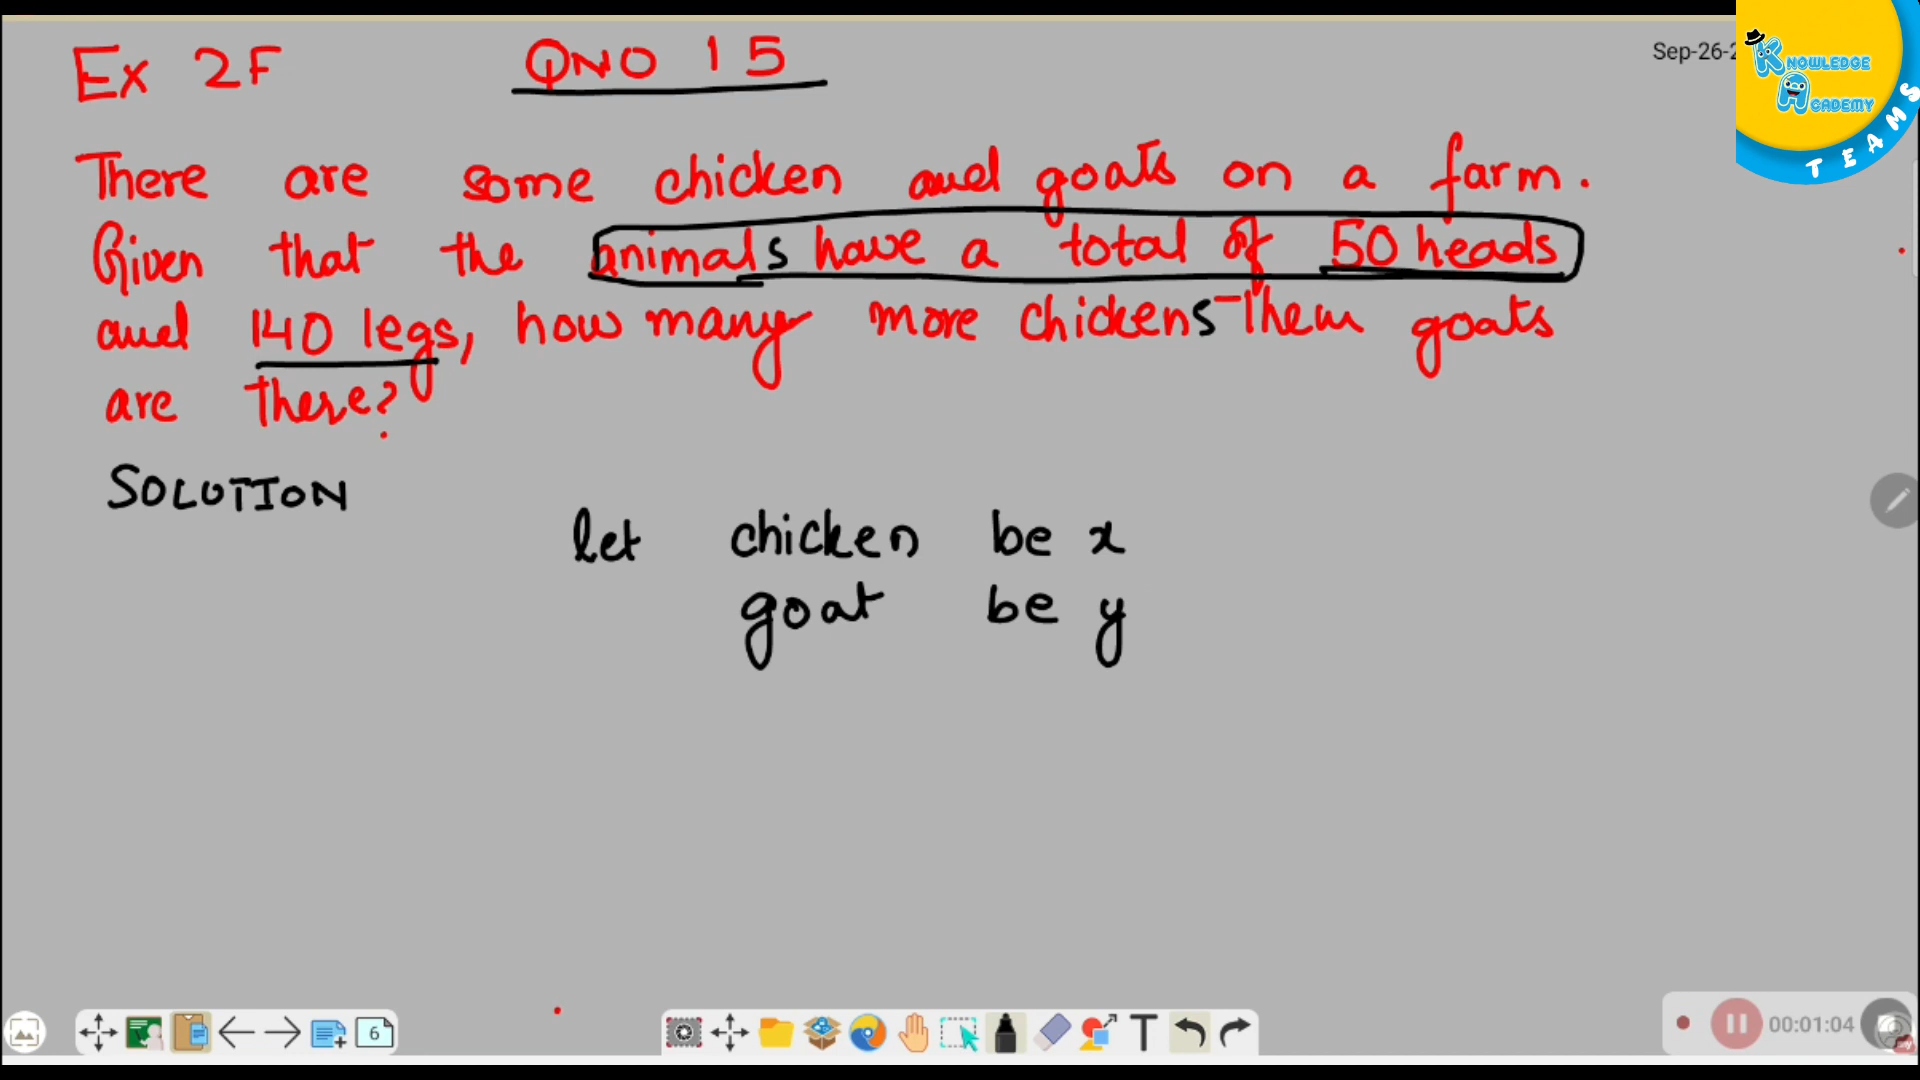 Ex 2F QNO 15
Sep-26-2
KNOWLEDGE
ACADEMY
TEAMS
There are some chicken and goats on a farm.
Given that the animals have a total of 50 heads
and 140 legs, how many more chickens them goats
are there?
SOLUTION
let chicken be x
goat be y
6
T
00:01:04